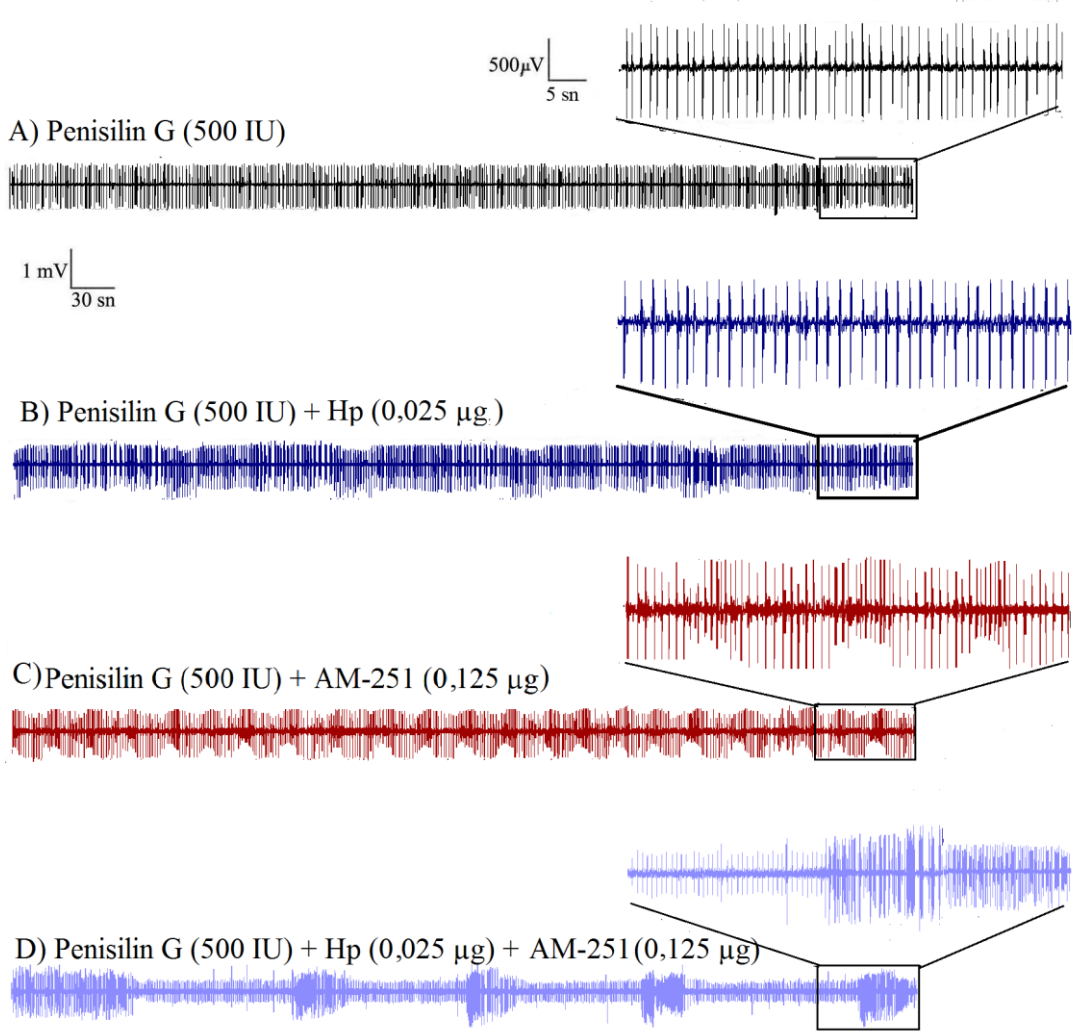 500µV
5 sn
A) Penisilin G (500 IU)
1 mV
30 sn
B) Penisilin G (500 IU) + Hp (0,025 µg )
C) Penisilin G (500 IU) + AM-251 (0,125 µg)
D) Penisilin G (500 IU) + Hp (0,025 µg) + AM-251 (0,125 µg)